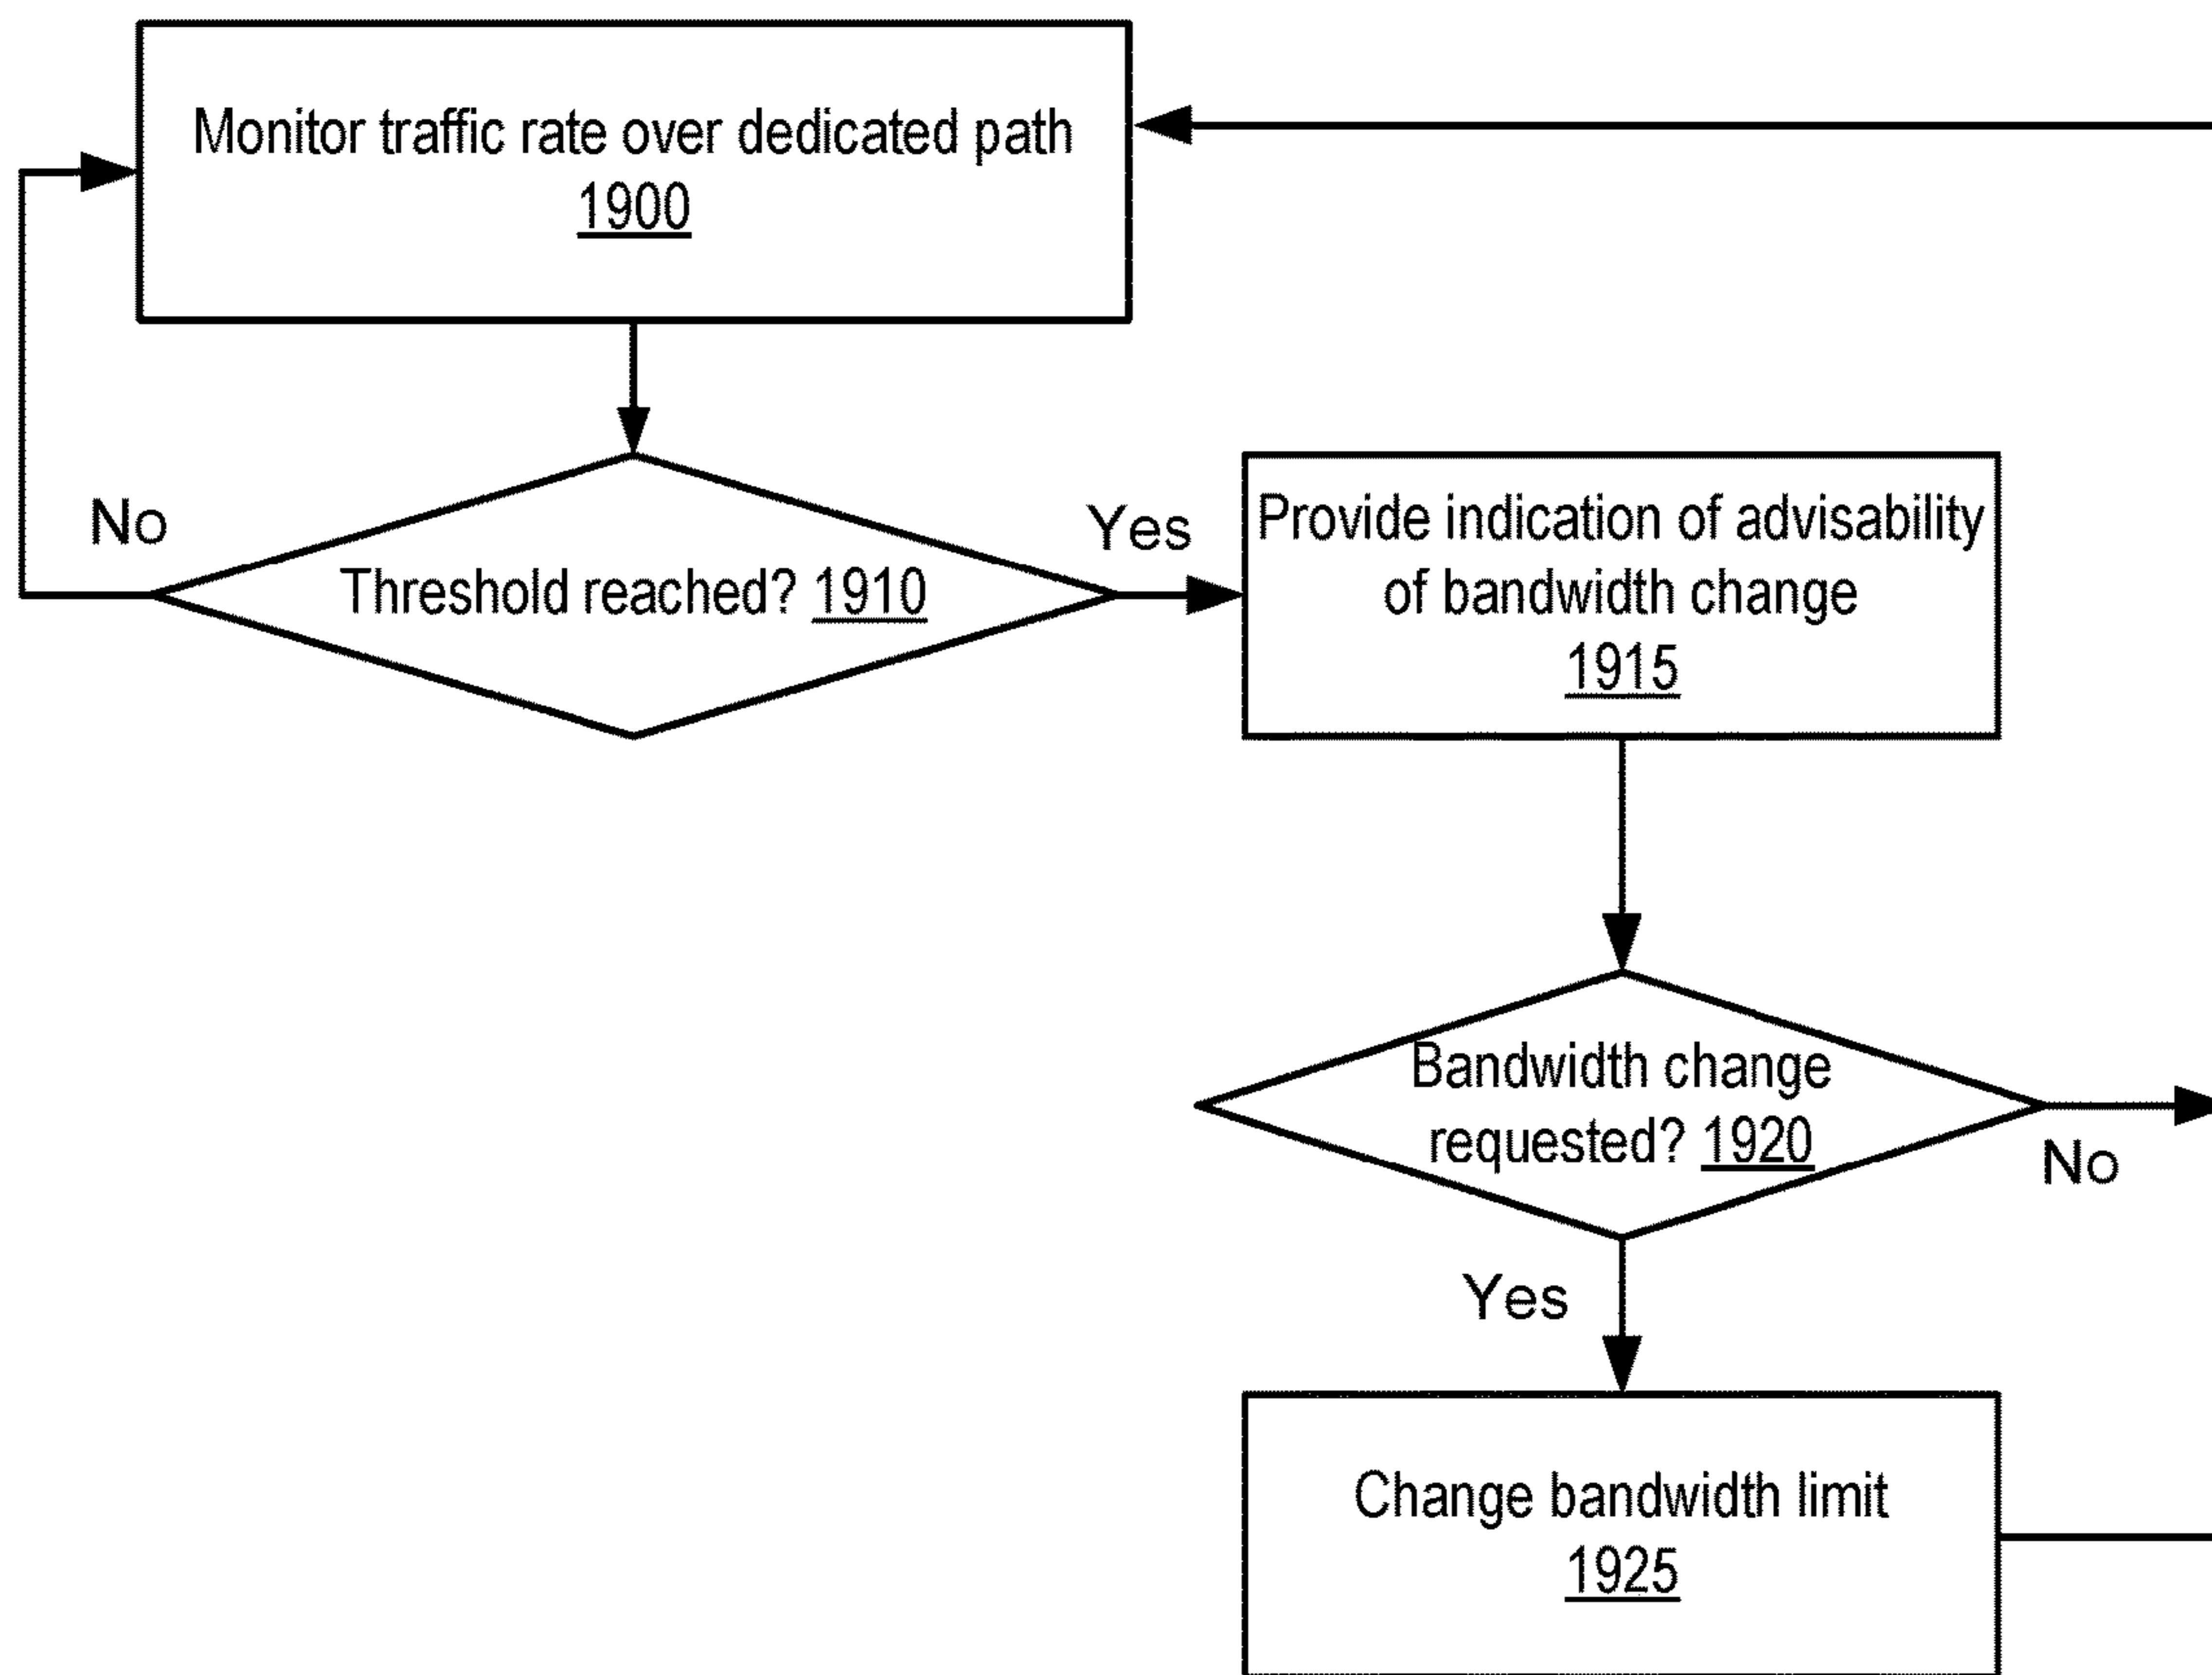 Monitor traffic rate over dedicated path
1900
No
Threshold reached? 1910
Yes
Provide indication of advisability
of bandwidth change
1915
Bandwidth change
requested? 1920
No
Yes
Change bandwidth limit
1925